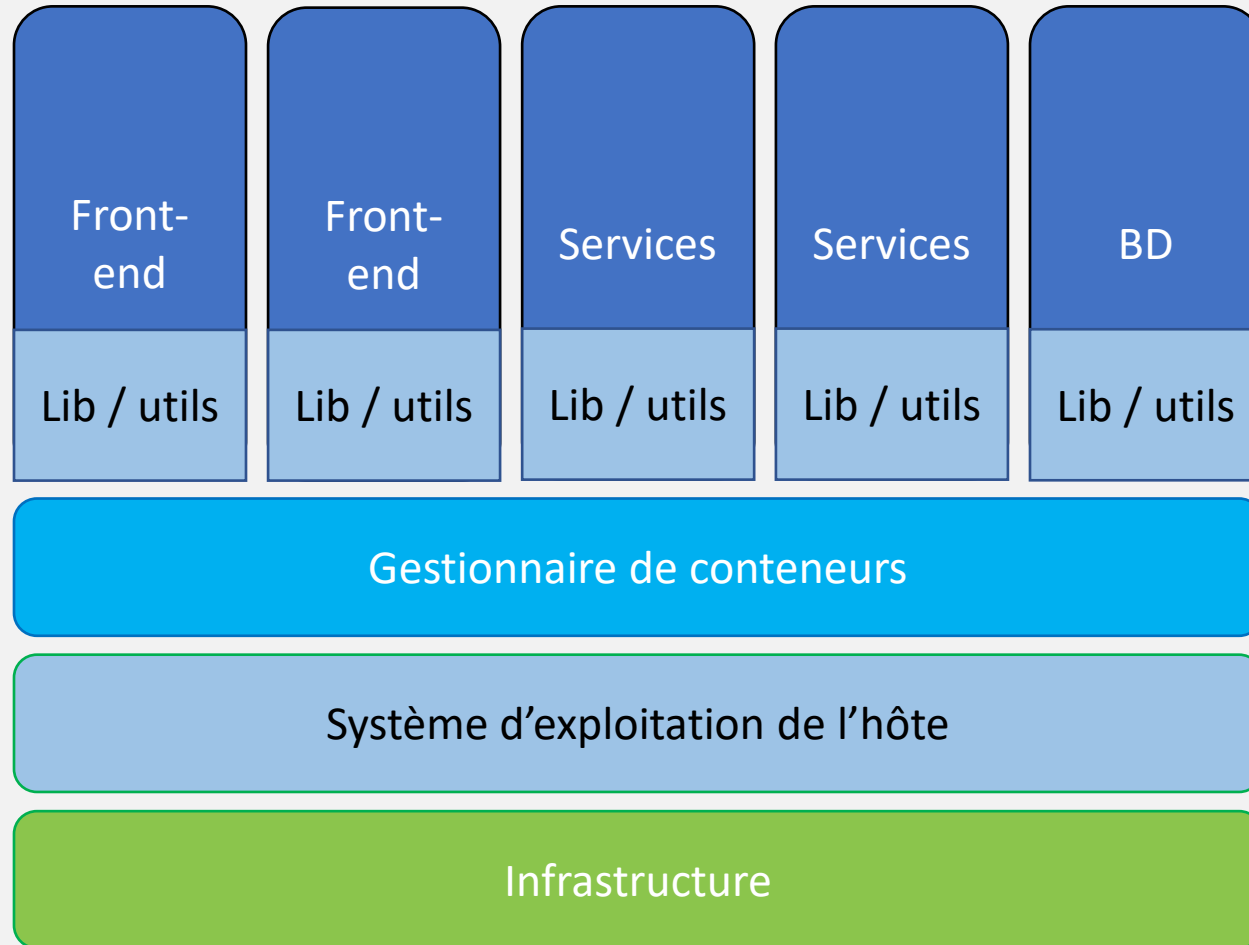 Front-
end
Front-
end
Services
Services
BD
Lib / utils
Lib / utils
Lib / utils
Lib / utils
Lib / utils
Gestionnaire de conteneurs
Système d’exploitation de l’hôte
Infrastructure